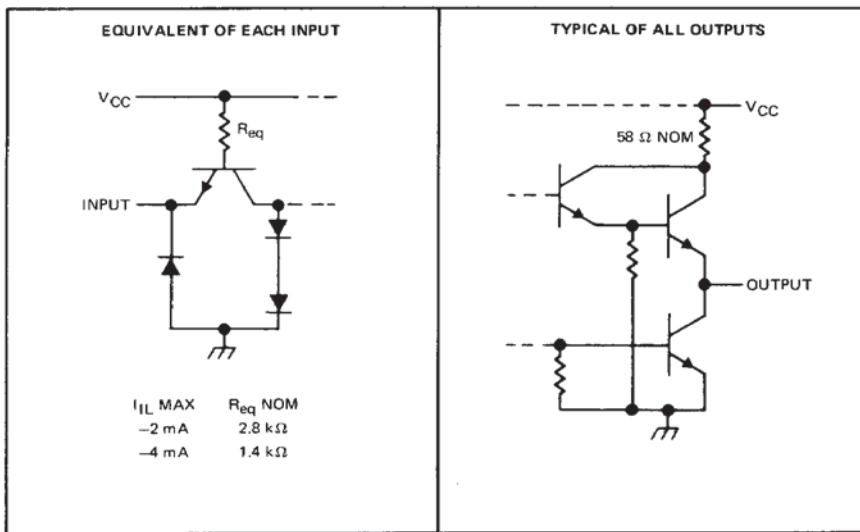 EQUIVALENT OF EACH INPUT
VCC
Req
INPUT
IIL MAX Req NOM
−2 mA 2.8 kΩ
−4 mA 1.4 kΩ
TYPICAL OF ALL OUTPUTS
VCC
58 Ω NOM
OUTPUT